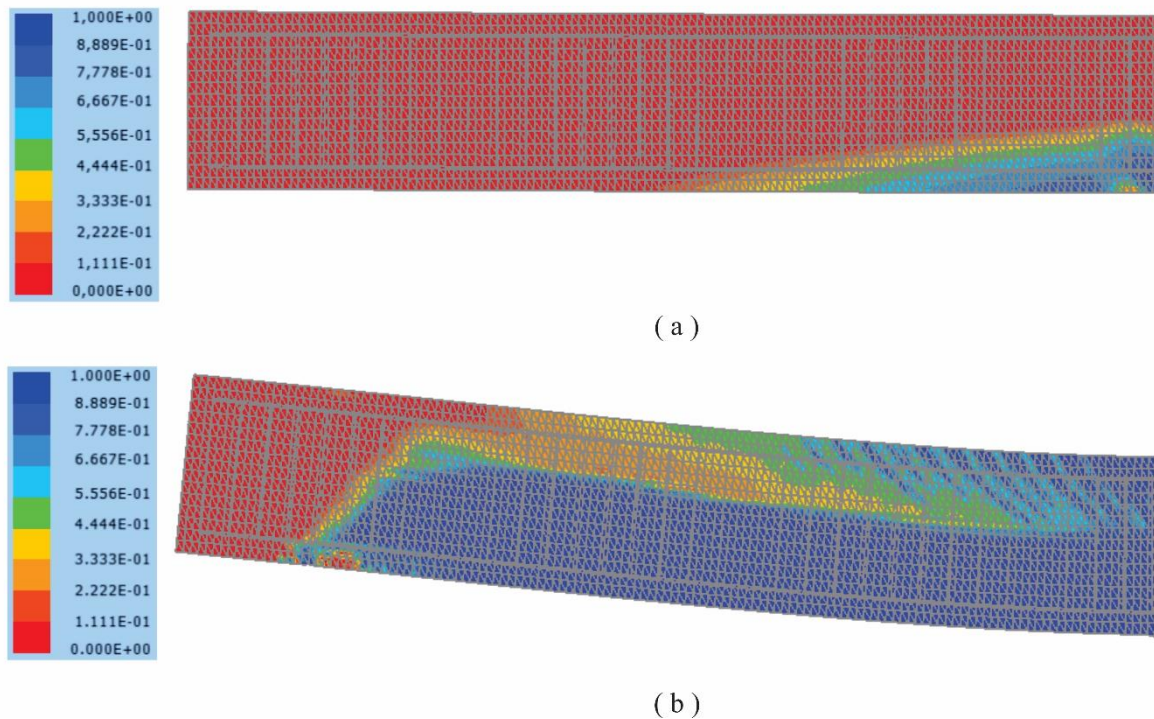 1,000E+00
8,889E-01
7,778E-01
6,667E-01
5,556E-01
4,444E-01
3,333E-01
2,222E-01
1,111E-01
0,000E+00
( a )
1.000E+00
8.889E-01
7.778E-01
6.667E-01
5.556E-01
4.444E-01
3.333E-01
2.222E-01
1.111E-01
0.000E+00
( b )